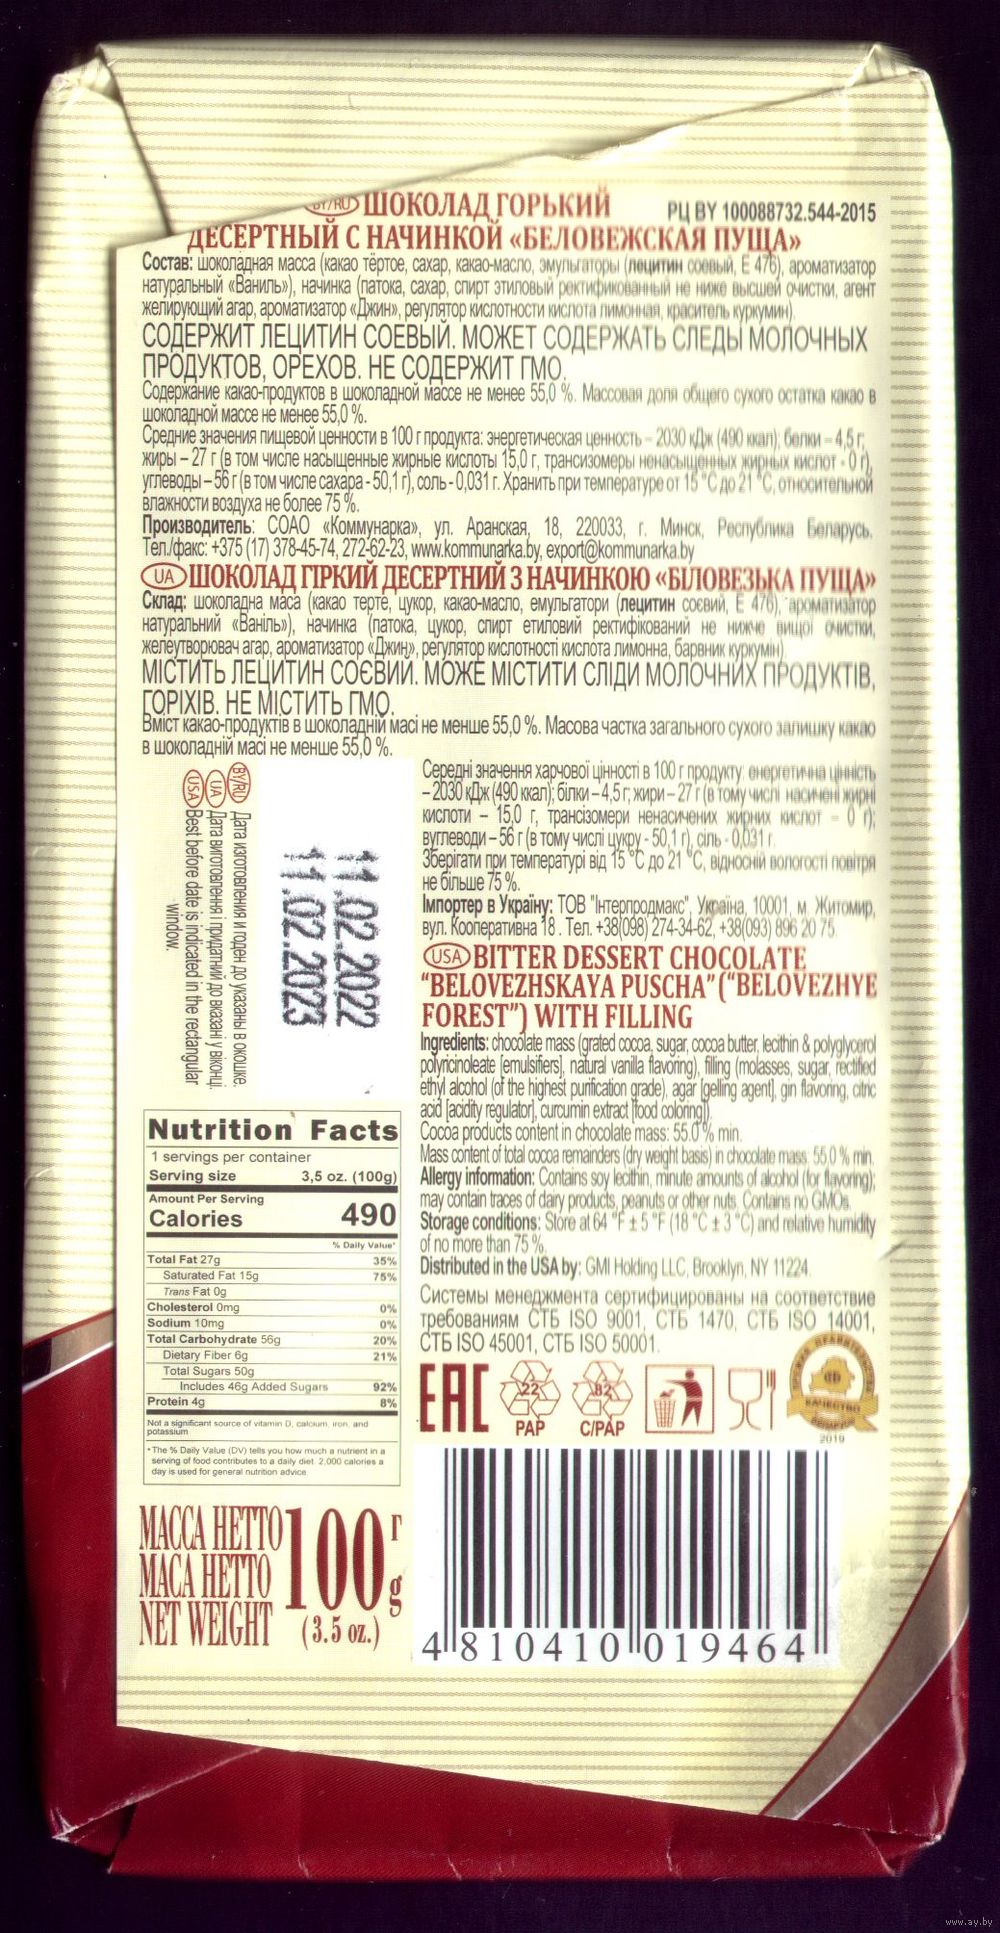 BY/RU ШОКОЛАД ГОРЬКИЙ
РЦ BY 100088732.544-2015
ДЕСЕРТНЫЙ С НАЧИНКОЙ «БЕЛОВЕЖСКАЯ ПУЩА»
Состав: шоколадная масса (какао тёртое, сахар, какао-масло, эмульгаторы (лецитин соевый, Е 476), ароматизатор
натуральный «Ваниль»), начинка (патока, сахар, спирт этиловый ректификованный не ниже высшей очистки, агент
желирующий агар, ароматизатор «Джин», регулятор кислотности кислота лимонная, краситель куркумин).
СОДЕРЖИТ ЛЕЦИТИН СОЕВЫЙ. МОЖЕТ СОДЕРЖАТЬ СЛЕДЫ МОЛОЧНЫХ
ПРОДУКТОВ, ОРЕХОВ. НЕ СОДЕРЖИТ ГМО.
Содержание какао-продуктов в шоколадной массе не менее 55,0 %. Массовая доля общего сухого остатка какао в
шоколадной массе не менее 55,0 %.
Средние значения пищевой ценности в 100 г продукта: энергетическая ценность – 2030 кДж (490 ккал); белки – 4,5 г;
жиры – 27 г (в том числе насыщенные жирные кислоты 15,0 г, трансизомеры ненасыщенных жирных кислот - 0 г),
углеводы – 56 г (в том числе сахара - 50,1 г), соль - 0,031 г. Хранить при температуре от 15 °С до 21 °С, относительной
влажности воздуха не более 75 %.
Производитель: СОАО «Коммунарка», ул. Аранская, 18, 220033, г. Минск, Республика Беларусь.
Тел./факс: +375 (17) 378-45-74, 272-62-23, www.kommunarka.by, export@kommunarka.by
UA ШОКОЛАД ГІРКИЙ ДЕСЕРТНИЙ З НАЧИНКОЮ «БІЛОВЕЗЬКА ПУЩА»
Склад: шоколадна маса (какао терте, цукор, какао-масло, емульгатори (лецитин соєвий, Е 476), ароматизатор
натуральний «Ваніль»), начинка (патока, цукор, спирт етиловий ректифікований не нижче вищої очистки,
желеутворювач агар, ароматизатор «Джин», регулятор кислотності кислота лимонна, барвник куркумін).
МІСТИТЬ ЛЕЦИТИН СОЄВИЙ. МОЖЕ МІСТИТИ СЛІДИ МОЛОЧНИХ ПРОДУКТІВ,
ГОРІХІВ. НЕ МІСТИТЬ ГМО.
Вміст какао-продуктів в шоколадній масі не менше 55,0 %. Масова частка загального сухого залишку какао
в шоколадній масі не менше 55,0 %.
Середні значення харчової цінності в 100 г продукту: енергетична цінність
– 2030 кДж (490 ккал); білки – 4,5 г; жири – 27 г (в тому числі насичені жирні
кислоти – 15,0 г, трансізомери ненасичених жирних кислот – 0 г);
вуглеводи – 56 г (в тому числі цукру - 50,1 г), сіль - 0,031 г.
Зберігати при температурі від 15 °С до 21 °С, відносній вологості повітря
не більше 75 %.
Імпортер в Україну: ТОВ "Інтерпродмакс", Україна, 10001, м. Житомир,
вул. Кооперативна 18 . Тел. +38(098) 274-34-62, +38(093) 896 20 75.
BY/RU Дата изготовления и годен до указаны в окошке.
UA Дата виготовлення і придатний до вказані у віконці.
USA Best before date is indicated in the rectangular
window.
11.02.2022
11.02.2023
USA BITTER DESSERT CHOCOLATE
“BELOVEZHSKAYA PUSCHA” (“BELOVEZHYE
FOREST”) WITH FILLING
Ingredients: chocolate mass (grated cocoa, sugar, cocoa butter, lecithin & polyglycerol
polyricinoleate [emulsifiers], natural vanilla flavoring), filling (molasses, sugar, rectified
ethyl alcohol (of the highest purification grade), agar [gelling agent], gin flavoring, citric
acid [acidity regulator], curcumin extract [food coloring]).
Cocoa products content in chocolate mass: 55.0 % min.
Mass content of total cocoa remainders (dry weight basis) in chocolate mass: 55.0 % min.
Allergy information: Contains soy lecithin, minute amounts of alcohol (for flavoring);
may contain traces of dairy products, peanuts or other nuts. Contains no GMOs.
Storage conditions: Store at 64 °F ± 5 °F (18 °C ± 3 °C) and relative humidity
of no more than 75 %.
Distributed in the USA by: GMI Holding LLC, Brooklyn, NY 11224.
Системы менеджмента сертифицированы на соответствие
требованиям СТБ ISO 9001, СТБ 1470, СТБ ISO 14001,
СТБ ISO 45001, СТБ ISO 50001.
Nutrition Facts
1 servings per container
Serving size 3,5 oz. (100g)
Amount Per Serving
Calories 490
% Daily Value*
Total Fat 27g 35%
Saturated Fat 15g 75%
Trans Fat 0g
Cholesterol 0mg 0%
Sodium 10mg 0%
Total Carbohydrate 56g 20%
Dietary Fiber 6g 21%
Total Sugars 50g
Includes 46g Added Sugars 92%
Protein 4g 8%
Not a significant source of vitamin D, calcium, iron, and
potassium
* The % Daily Value (DV) tells you how much a nutrient in a
serving of food contributes to a daily diet. 2,000 calories a
day is used for general nutrition advice.
EAC
22
PAP
82
C/PAP
КАЧЕСТВО
2019
МАССА НЕТТО
МАСА НЕТТО
NET WEIGHT
100 г
g
(3.5 oz.)
4 810410 019464
www.ay.by